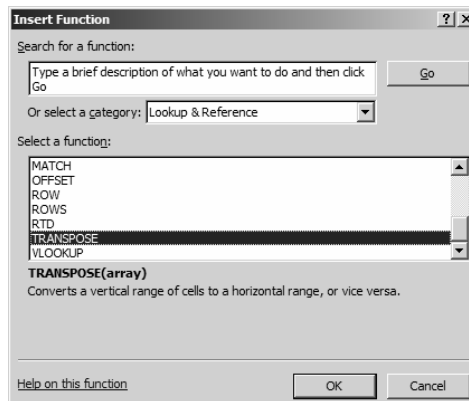 Insert Function
Search for a function:
Type a brief description of what you want to do and then click
Go
Go
Or select a category: Lookup & Reference
Select a function:
MATCH
OFFSET
ROW
ROWS
RTD
TRANSPOSE
VLOOKUP
TRANSPOSE(array)
Converts a vertical range of cells to a horizontal range, or vice versa.
Help on this function
OK
Cancel